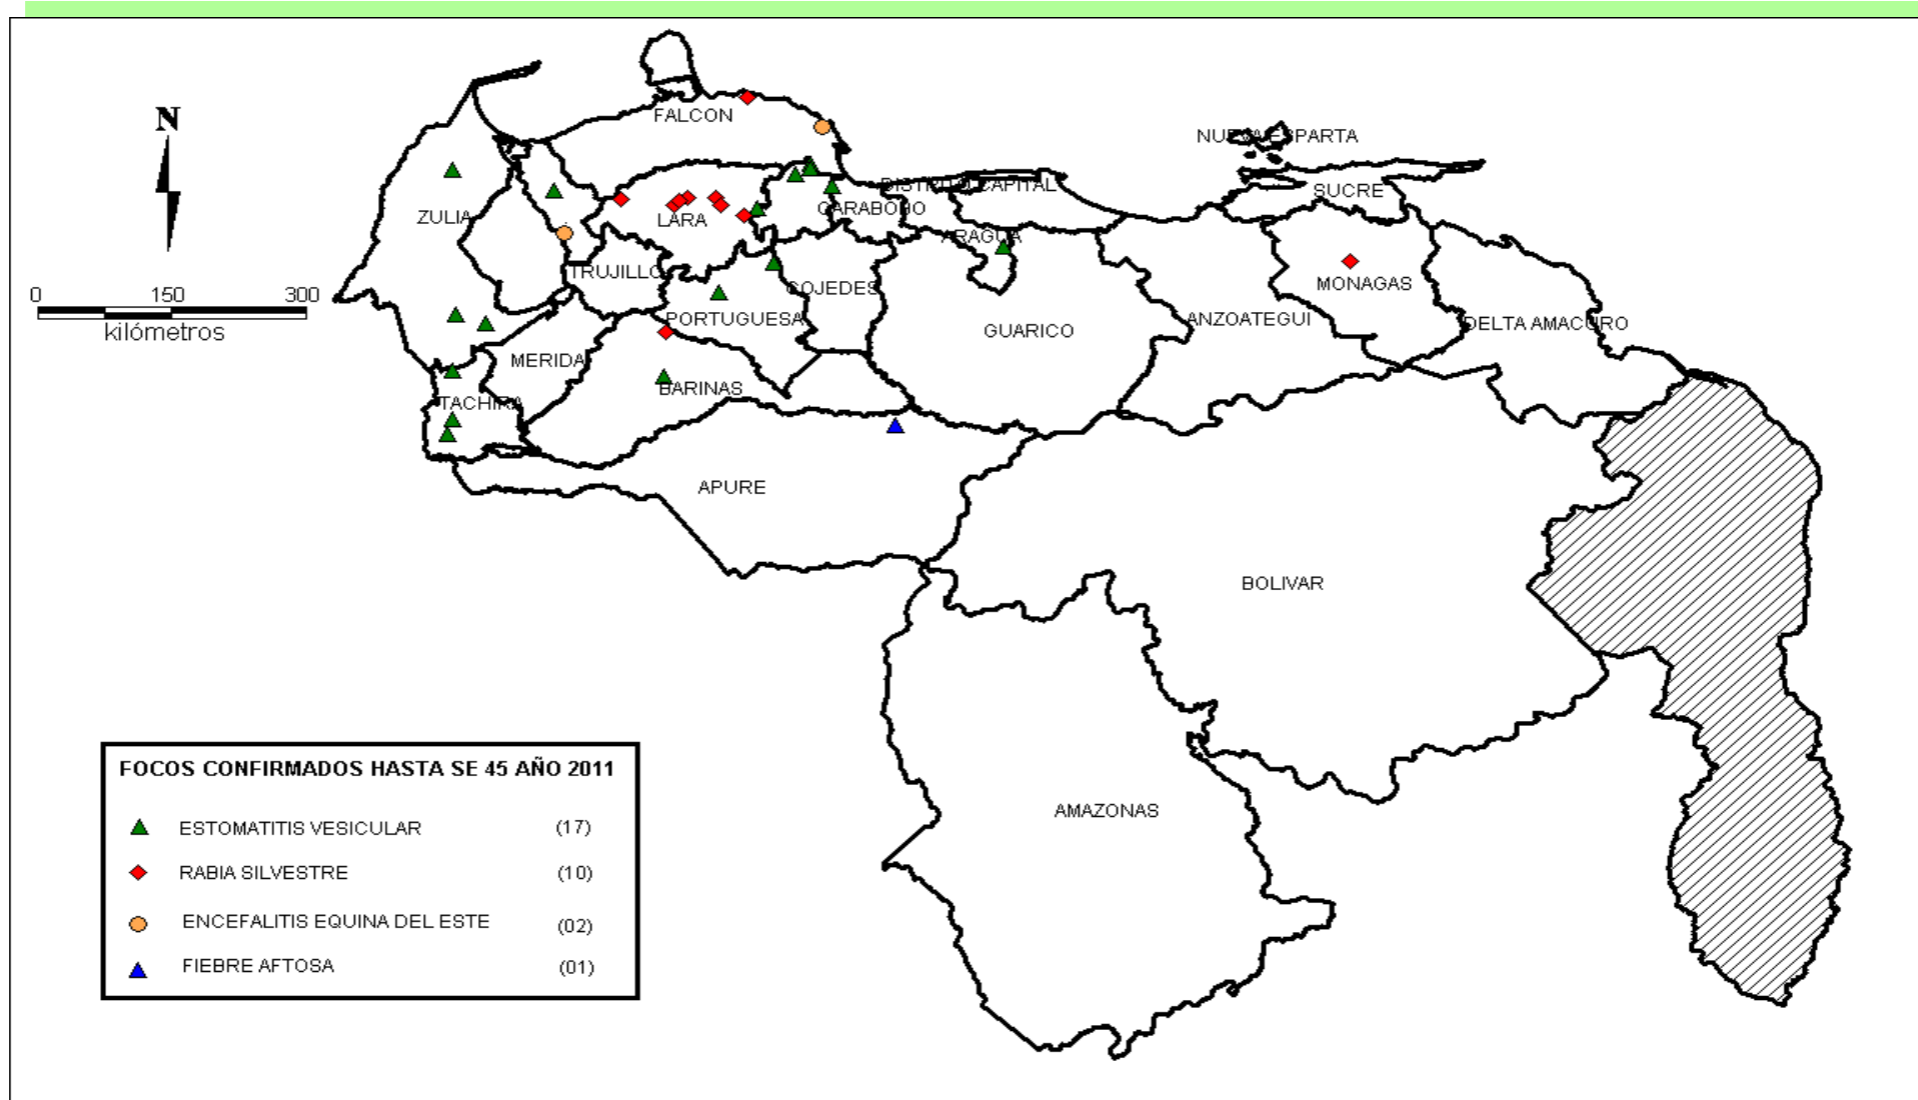 N
FALCON
NUEVA ESPARTA
DISTRITO CAPITAL
SUCRE
ZULIA
LARA
CARABOBO
ARAGUA
TRUJILLO
MONAGAS
COJEDES
0 150 300
kilómetros
PORTUGUESA
GUARICO
ANZOATEGUI
DELTA AMACURO
MERIDA
BARINAS
TACHIRA
APURE
BOLIVAR
AMAZONAS
FOCOS CONFIRMADOS HASTA SE 45 AÑO 2011
ESTOMATITIS VESICULAR (17)
RABIA SILVESTRE (10)
ENCEFALITIS EQUINA DEL ESTE (02)
FIEBRE AFTOSA (01)